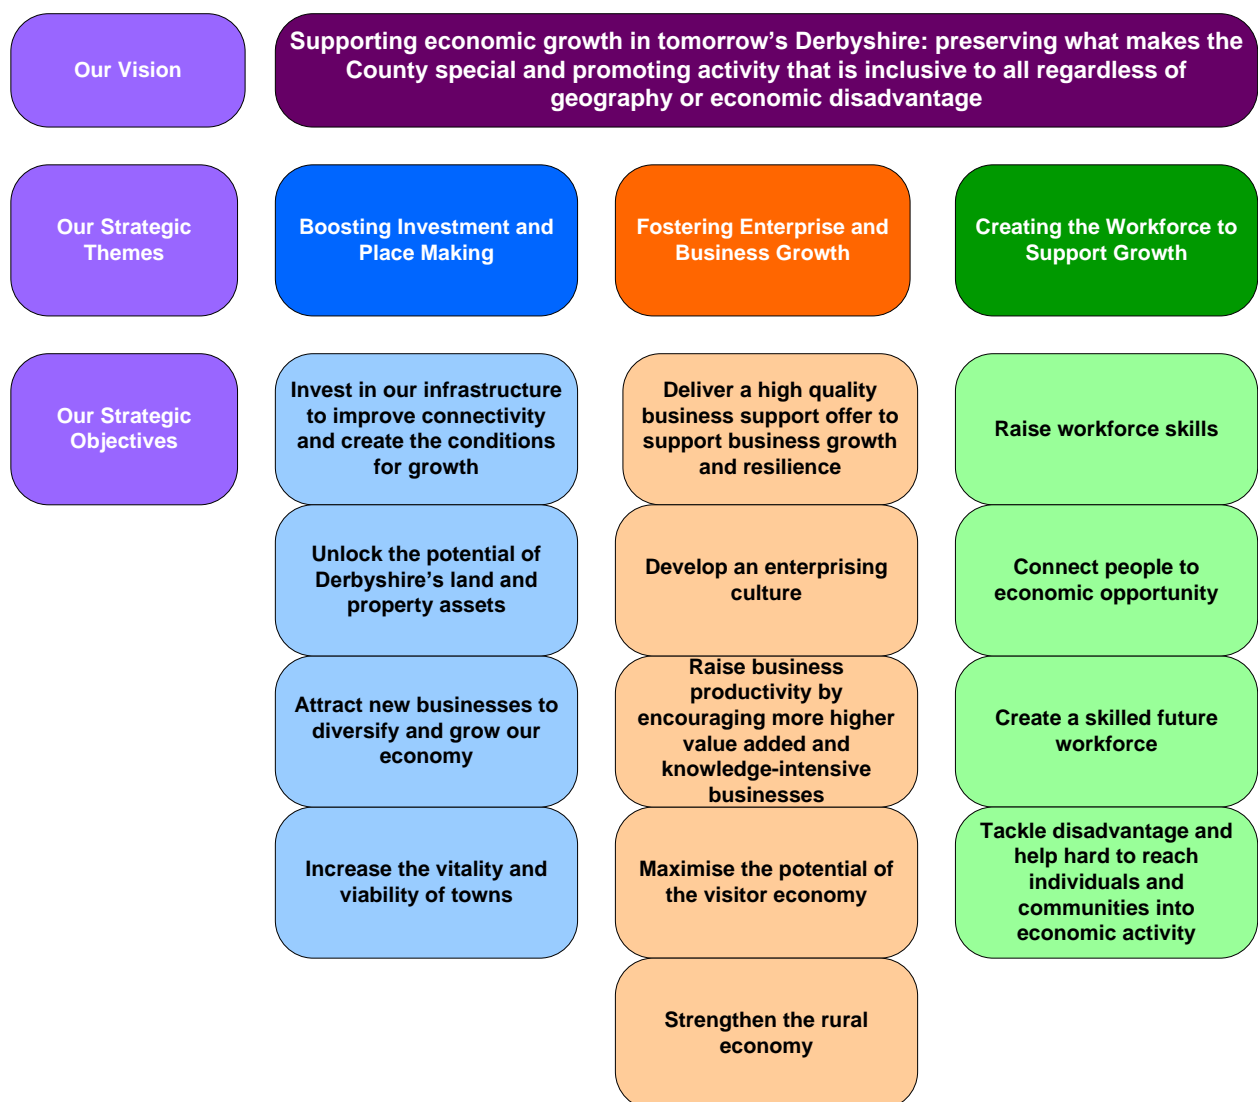 Our Vision
Supporting economic growth in tomorrow’s Derbyshire: preserving what makes the
County special and promoting activity that is inclusive to all regardless of
geography or economic disadvantage
Our Strategic
Themes
Boosting Investment and
Place Making
Fostering Enterprise and
Business Growth
Creating the Workforce to
Support Growth
Our Strategic
Objectives
Invest in our infrastructure
to improve connectivity
and create the conditions
for growth
Deliver a high quality
business support offer to
support business growth
and resilience
Raise workforce skills
Unlock the potential of
Derbyshire’s land and
property assets
Develop an enterprising
culture
Connect people to
economic opportunity
Attract new businesses to
diversify and grow our
economy
Raise business
productivity by
encouraging more higher
value added and
knowledge-intensive
businesses
Create a skilled future
workforce
Increase the vitality and
viability of towns
Maximise the potential of
the visitor economy
Tackle disadvantage and
help hard to reach
individuals and
communities into
economic activity
Strengthen the rural
economy